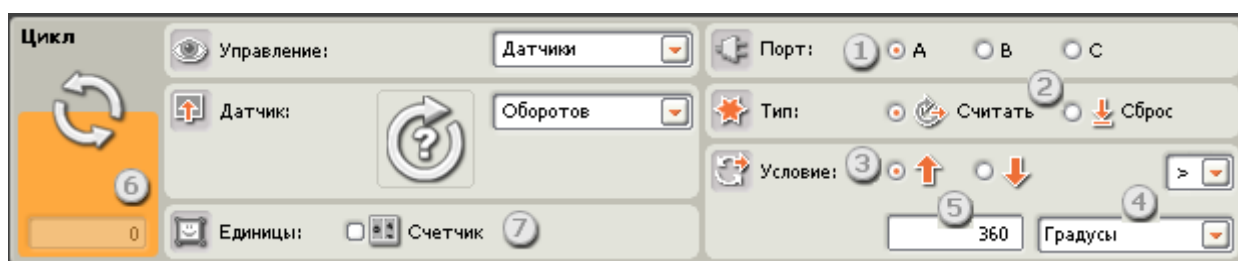 Цикл
Управление:
Датчики
Порт:
1
A
B
C
Датчик:
?
Оборотов
Тип:
Считать
2
Сброс
Условие:
3
>
6
0
Единицы:
Счетчик
7
5
360
4
Градусы